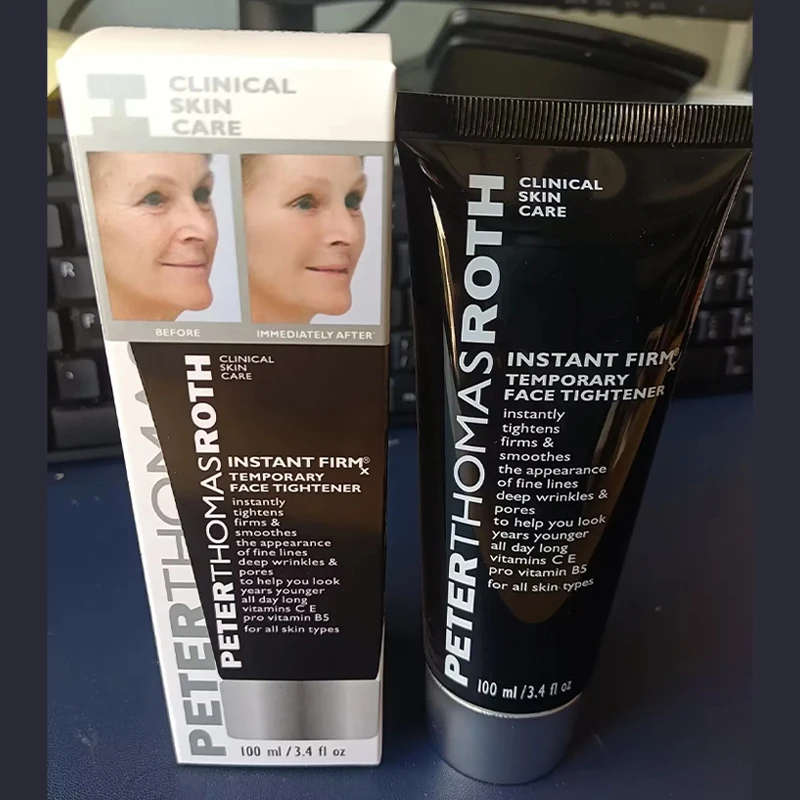 CLINICAL
SKIN
CARE
BEFORE
IMMEDIATELY AFTER
PETERTHOMAS
PETERTHOMASROTH
CLINICAL
SKIN
CARE
INSTANT FIRMx®
TEMPORARY
FACE TIGHTENER
instantly
tightens
firms &
smoothes
the appearance
of fine lines
deep wrinkles &
pores
to help you look
years younger
all day long
vitamins C E
pro vitamin B5
for all skin types
100 ml / 3.4 fl oz
PETERTHOMASROTH
CLINICAL
SKIN
CARE
INSTANT FIRMx®
TEMPORARY
FACE TIGHTENER
instantly
tightens
firms &
smoothes
the appearance
of fine lines
deep wrinkles &
pores
to help you look
years younger
all day long
vitamins C E
pro vitamin B5
for all skin types
100 ml / 3.4 fl oz
R